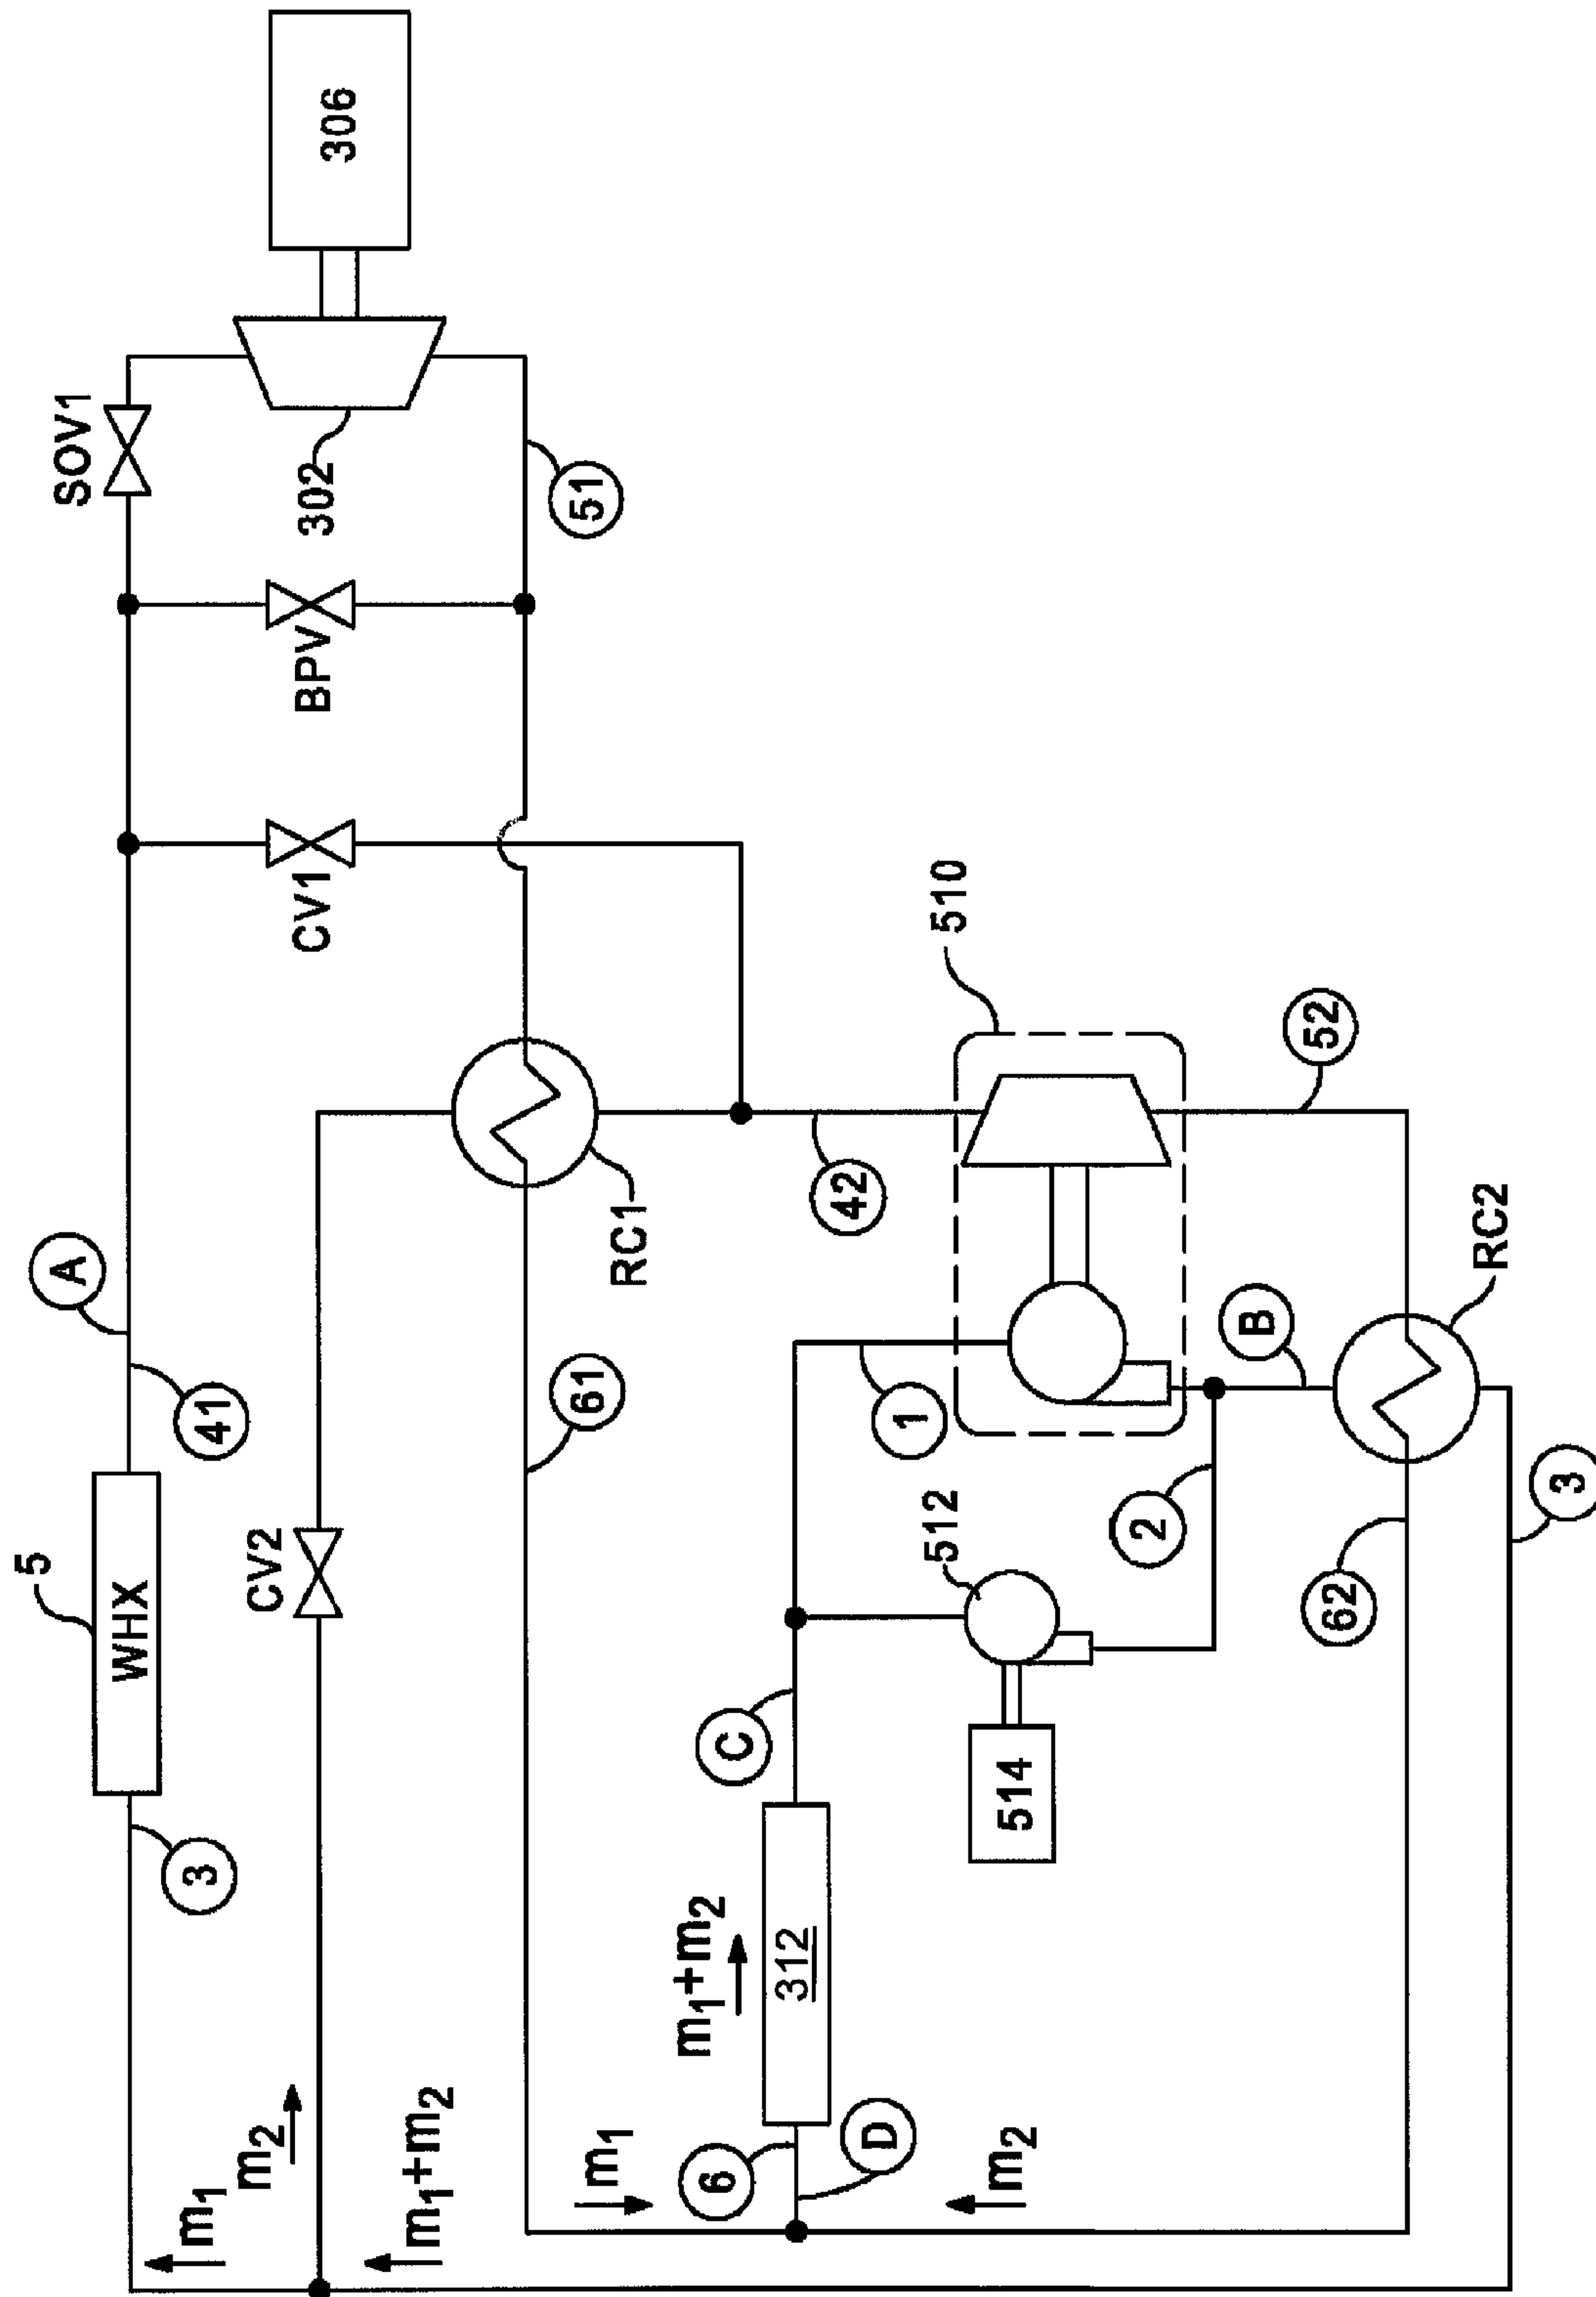 306
SOV1
302
51
BPV
CV1
510
RC1
42
52
A
41
61
1
B
RC2
5
WHX
CV2
512
2
3
62
3
C
514
m₁+m₂
312
m₁
m₂
m₁+m₂
6
m₁
D
m₂